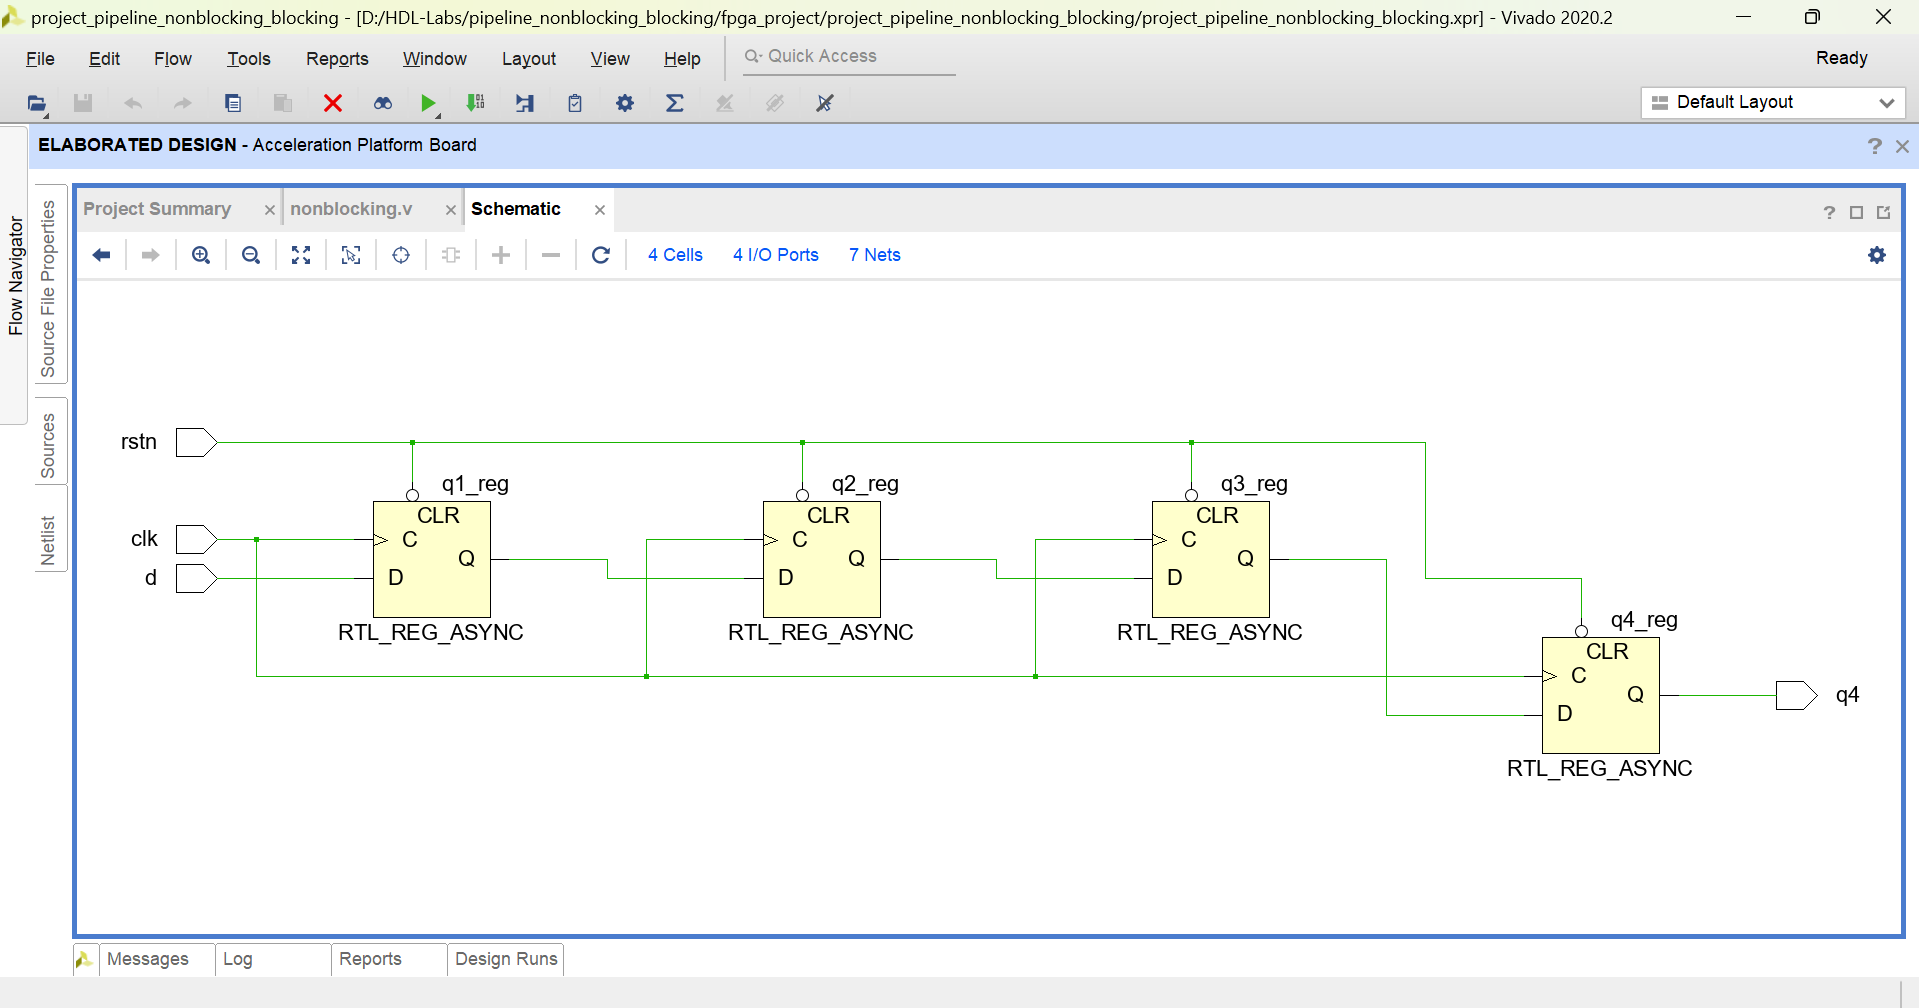 project_pipeline_nonblocking_blocking - [D:/HDL-Labs/pipeline_nonblocking_blocking/fpga_project/project_pipeline_nonblocking_blocking/project_pipeline_nonblocking_blocking.xpr] - Vivado 2020.2
File Edit Flow Tools Reports Window Layout View Help Quick Access Ready
Default Layout
ELABORATED DESIGN - Acceleration Platform Board
Flow Navigator
Source File Properties
Sources
Netlist
Project Summary nonblocking.v Schematic
4 Cells 4 I/O Ports 7 Nets
rstn
q1_reg q2_reg q3_reg
CLR CLR CLR
clk C C C
Q Q Q
d D D D
q4_reg
RTL_REG_ASYNC RTL_REG_ASYNC RTL_REG_ASYNC
CLR
C
Q q4
D
RTL_REG_ASYNC
Messages Log Reports Design Runs